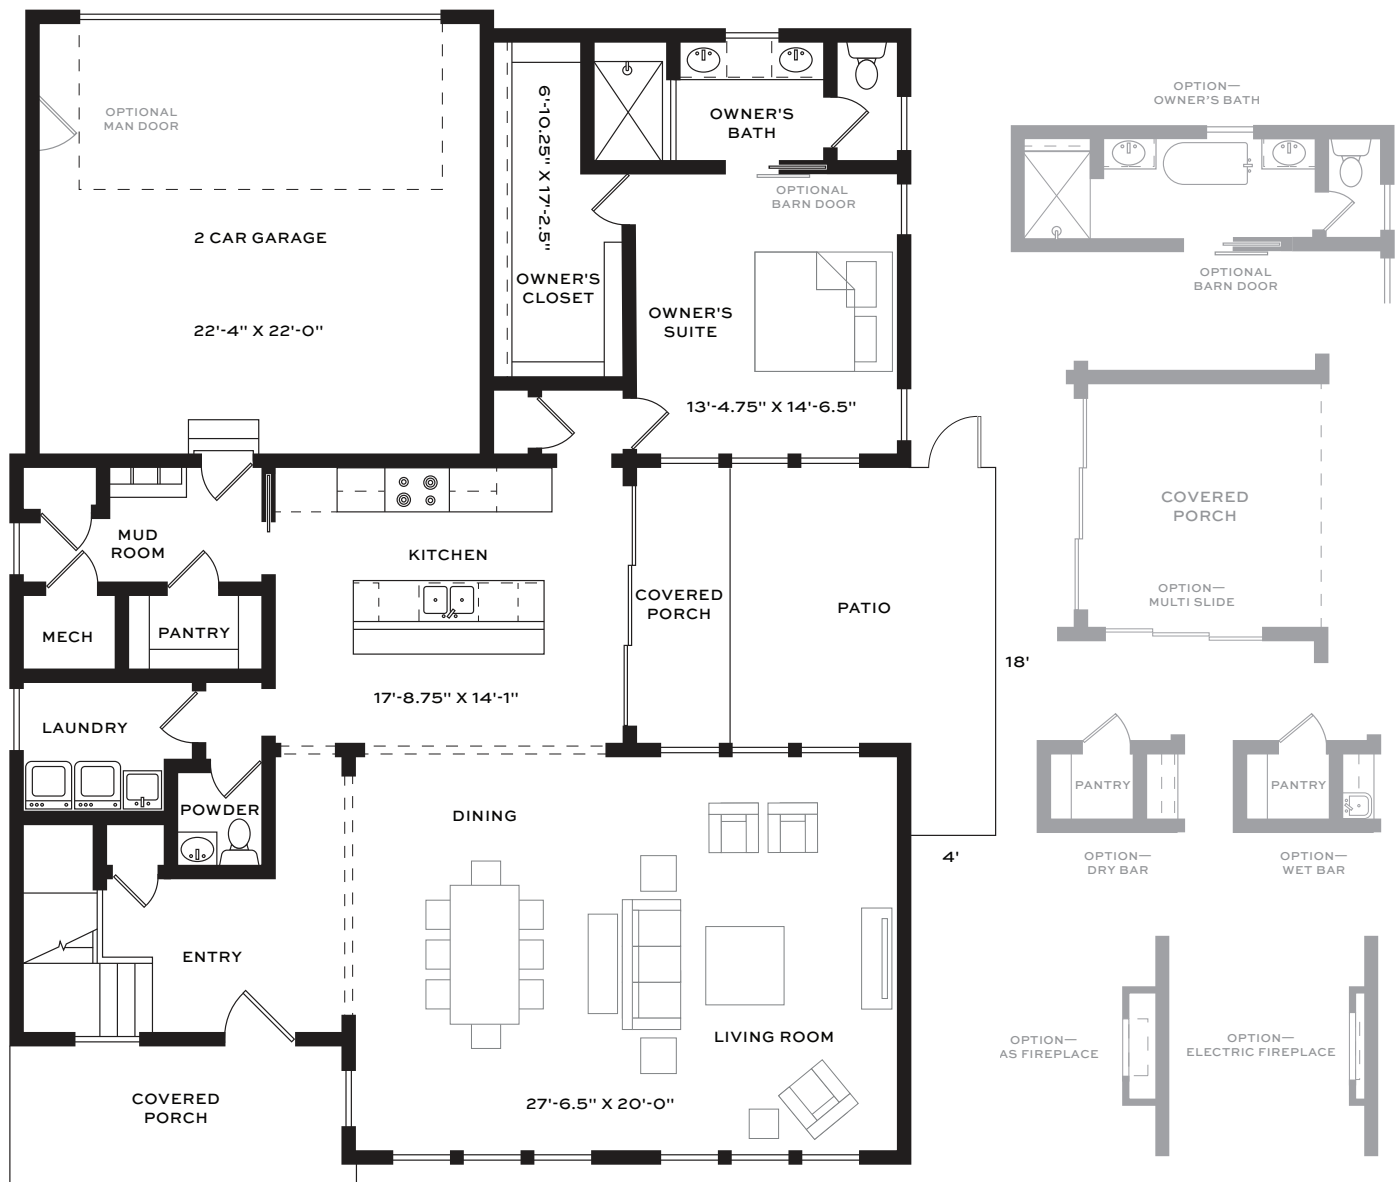 OPTIONAL
MAN DOOR
2 CAR GARAGE
22'-4" X 22'-0"
6'-10.25" X 17'-2.5"
OWNER'S
CLOSET
OWNER'S
BATH
OPTIONAL
BARN DOOR
OWNER'S
SUITE
13'-4.75" X 14'-6.5"
MUD
ROOM
KITCHEN
MECH
PANTRY
COVERED
PORCH
PATIO
18'
17'-8.75" X 14'-1"
LAUNDRY
POWDER
DINING
4'
ENTRY
LIVING ROOM
27'-6.5" X 20'-0"
COVERED
PORCH
OPTION—
OWNER'S BATH
OPTIONAL
BARN DOOR
COVERED
PORCH
OPTION—
MULTI SLIDE
PANTRY
OPTION—
DRY BAR
PANTRY
OPTION—
WET BAR
OPTION—
AS FIREPLACE
OPTION—
ELECTRIC FIREPLACE